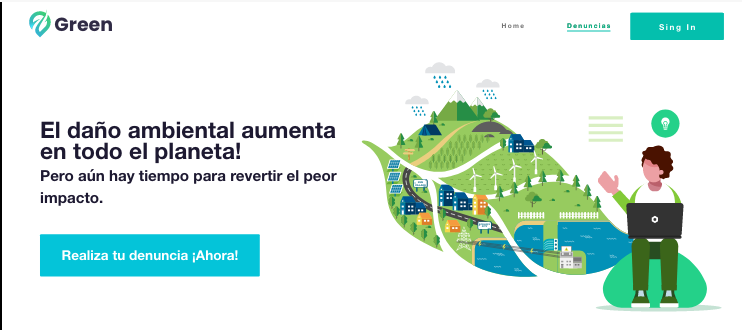 Green
Home
Denuncias
Sing In
El daño ambiental aumenta
en todo el planeta!
Pero aún hay tiempo para revertir el peor
impacto.
Realiza tu denuncia ¡Ahora!